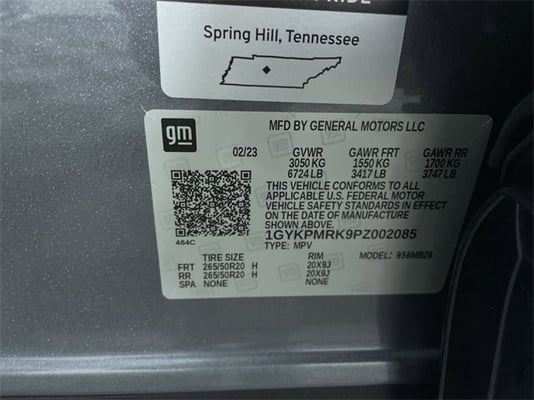 Spring Hill, Tennessee
gm
MFD BY GENERAL MOTORS LLC
02/23 GVWR GAWR FRT GAWR RR
3050 KG 1550 KG 1700 KG
6724 LB 3417 LB 3747 LB
THIS VEHICLE CONFORMS TO ALL
APPLICABLE U.S. FEDERAL MOTOR
VEHICLE SAFETY STANDARDS IN EFFECT
ON THE DATE OF MANUFACTURE
SHOWN ABOVE.
1GYKPMRK9PZ002085
464C TYPE: MPV
TIRE SIZE RIM MODEL: 956MB26
FRT 265/50R20 H 20X9J
RR 265/50R20 H 20X9J
SPA NONE NONE